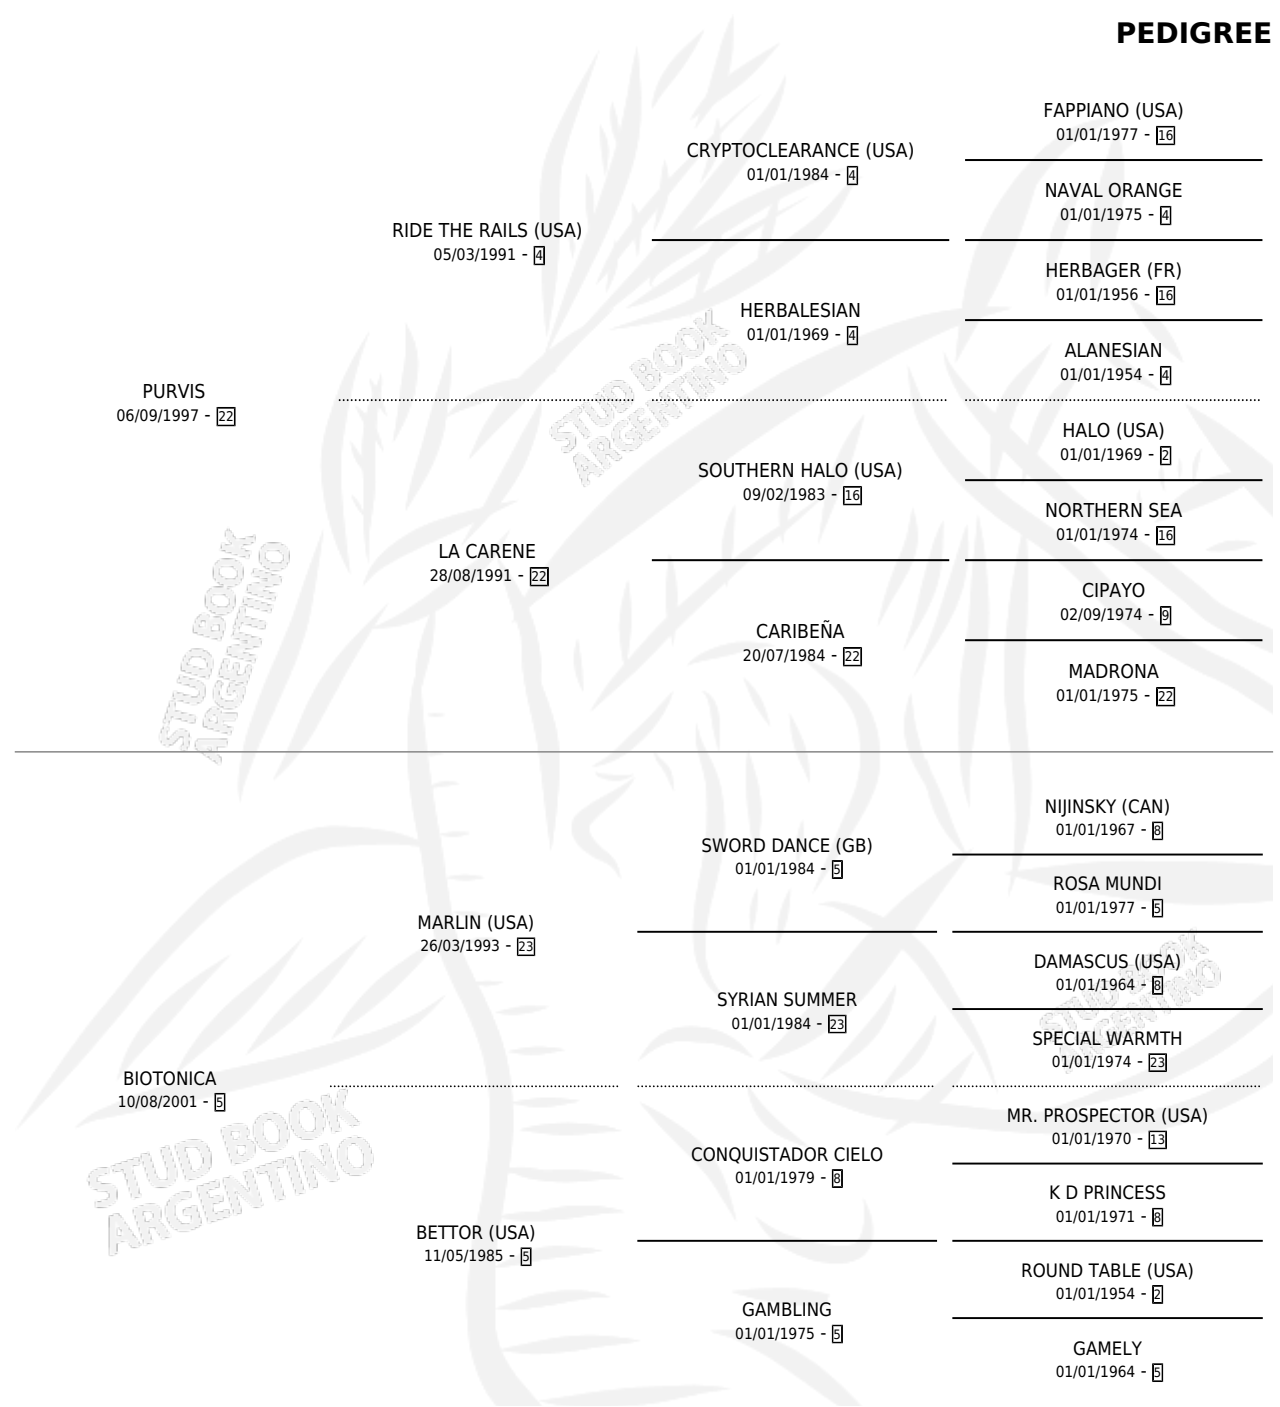 PEDIGREE
FAPPIANO (USA)
01/01/1977 - 16
CRYPTOCLEARANCE (USA)
01/01/1984 - 4
NAVAL ORANGE
01/01/1975 - 4
RIDE THE RAILS (USA)
05/03/1991 - 4
HERBAGER (FR)
01/01/1956 - 16
HERBALESIAN
01/01/1969 - 4
ALANESIAN
01/01/1954 - 4
STUD BOOK
ARGENTINO
PURVIS
06/09/1997 - 22
HALO (USA)
01/01/1969 - 2
SOUTHERN HALO (USA)
09/02/1983 - 16
NORTHERN SEA
01/01/1974 - 16
LA CARENE
28/08/1991 - 22
CIPAYO
02/09/1974 - 9
CARIBEÑA
20/07/1984 - 22
MADRONA
01/01/1975 - 22
STUD BOOK
ARGENTINO
NIJINSKY (CAN)
01/01/1967 - 8
SWORD DANCE (GB)
01/01/1984 - 5
ROSA MUNDI
01/01/1977 - 5
MARLIN (USA)
26/03/1993 - 23
DAMASCUS (USA)
01/01/1964 - 8
SYRIAN SUMMER
01/01/1984 - 23
SPECIAL WARMTH
01/01/1974 - 23
STUD BOOK
ARGENTINO
BIOTONICA
10/08/2001 - 5
MR. PROSPECTOR (USA)
01/01/1970 - 13
CONQUISTADOR CIELO
01/01/1979 - 8
K D PRINCESS
01/01/1971 - 8
STUD BOOK
ARGENTINO
BETTOR (USA)
11/05/1985 - 5
ROUND TABLE (USA)
01/01/1954 - 2
GAMBLING
01/01/1975 - 5
GAMELY
01/01/1964 - 5